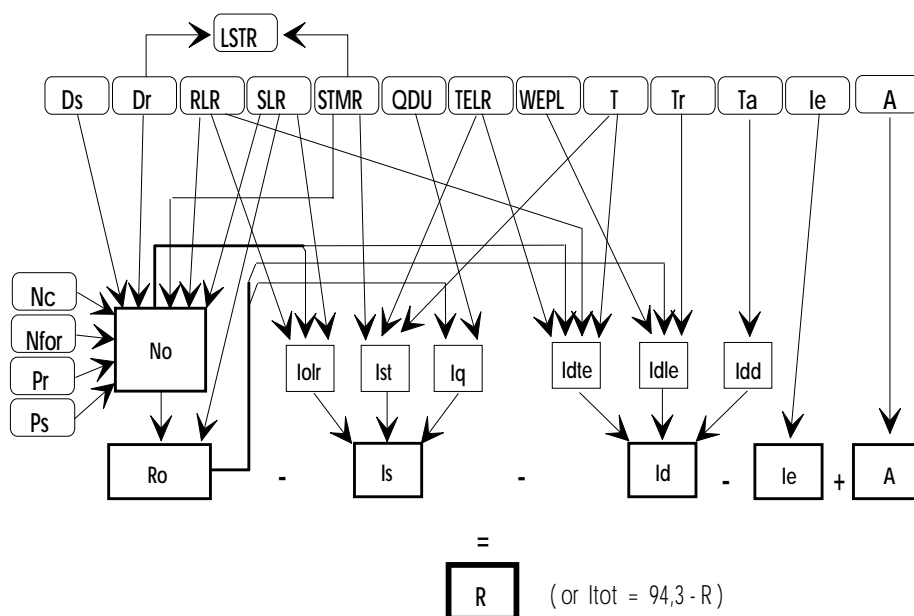 LSTR
Ds Dr RLR SLR STMR QDU TELR WEPL T Tr Ta Ie A
Nc
Nfor
Pr
Ps
No
Iolr Ist Iq Idte Idle Idd
Ro - Is - Id - Ie + A
=
R (or Itot = 94,3 - R)